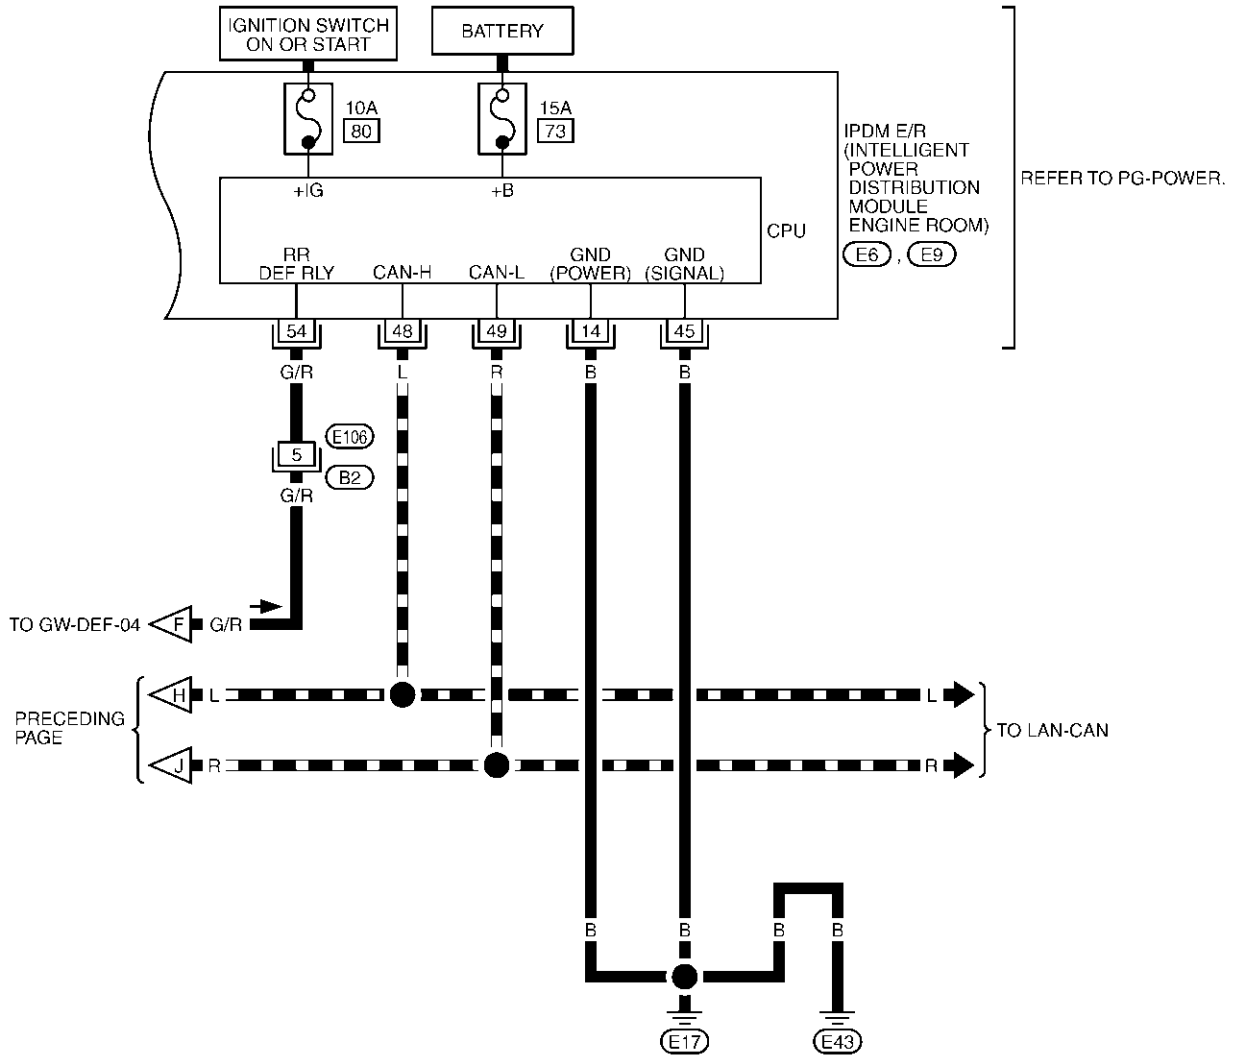 IGNITION SWITCH
ON OR START
BATTERY
10A
80
15A
73
IPDM E/R
(INTELLIGENT
POWER
DISTRIBUTION
MODULE
ENGINE ROOM)
E6 , E9
REFER TO PG-POWER.
+IG
+B
CPU
RR
DEF RLY
CAN-H
CAN-L
GND
(POWER)
GND
(SIGNAL)
54
48
49
14
45
G/R
L
R
B
B
5
E106
B2
G/R
TO GW-DEF-04
F
G/R
PRECEDING
PAGE
H
L
L
J
R
R
TO LAN-CAN
B
B
B
B
E17
E43